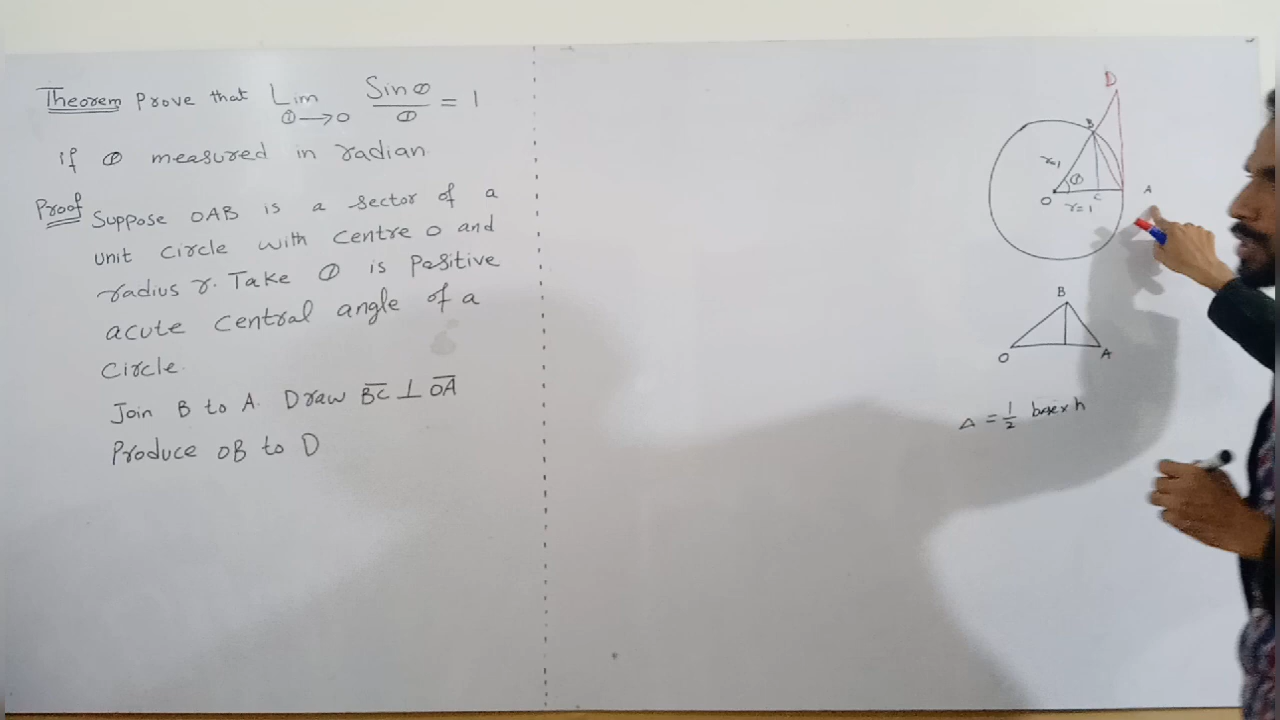 Theorem Prove that Lim Sinθ/θ = 1
θ→0
if θ measured in radian
Proof Suppose OAB is a sector of a
unit circle with centre O and
radius r. Take θ is Positive
acute central angle of a
circle.
Join B to A. Draw B̅C̅ ⊥ O̅A̅
Produce OB to D
D
B
r=1
θ
O
C
A
r=1
B
O
A
Δ = 1/2 base×h